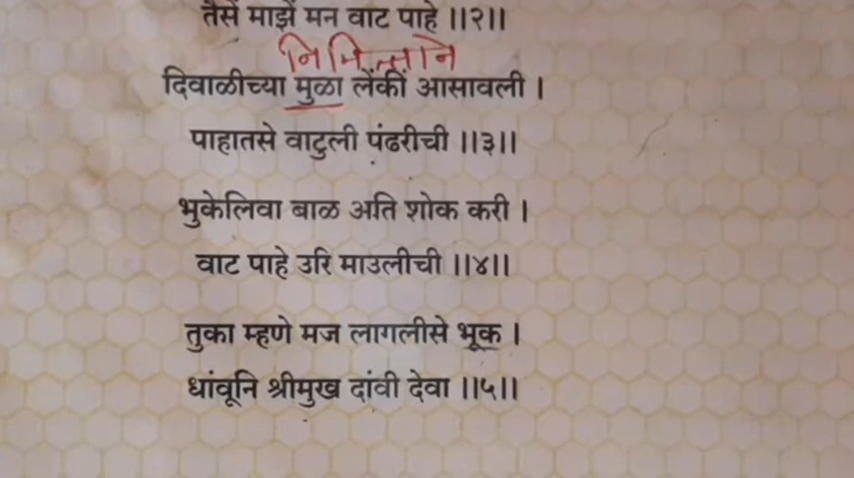 तैसें माझें मन वाट पाहे ।।२।।
निमित्ताने
दिवाळीच्या मुळा लेंकी आसावली ।
पाहातसे वाटुली पंढरीची ।।३।।
भुकेलिवा बाळ अति शोक करी ।
वाट पाहे उरि माउलीची ।।४।।
तुका म्हणे मज लागलीसे भूक ।
धांवूनि श्रीमुख दांवी देवा ।।५।।